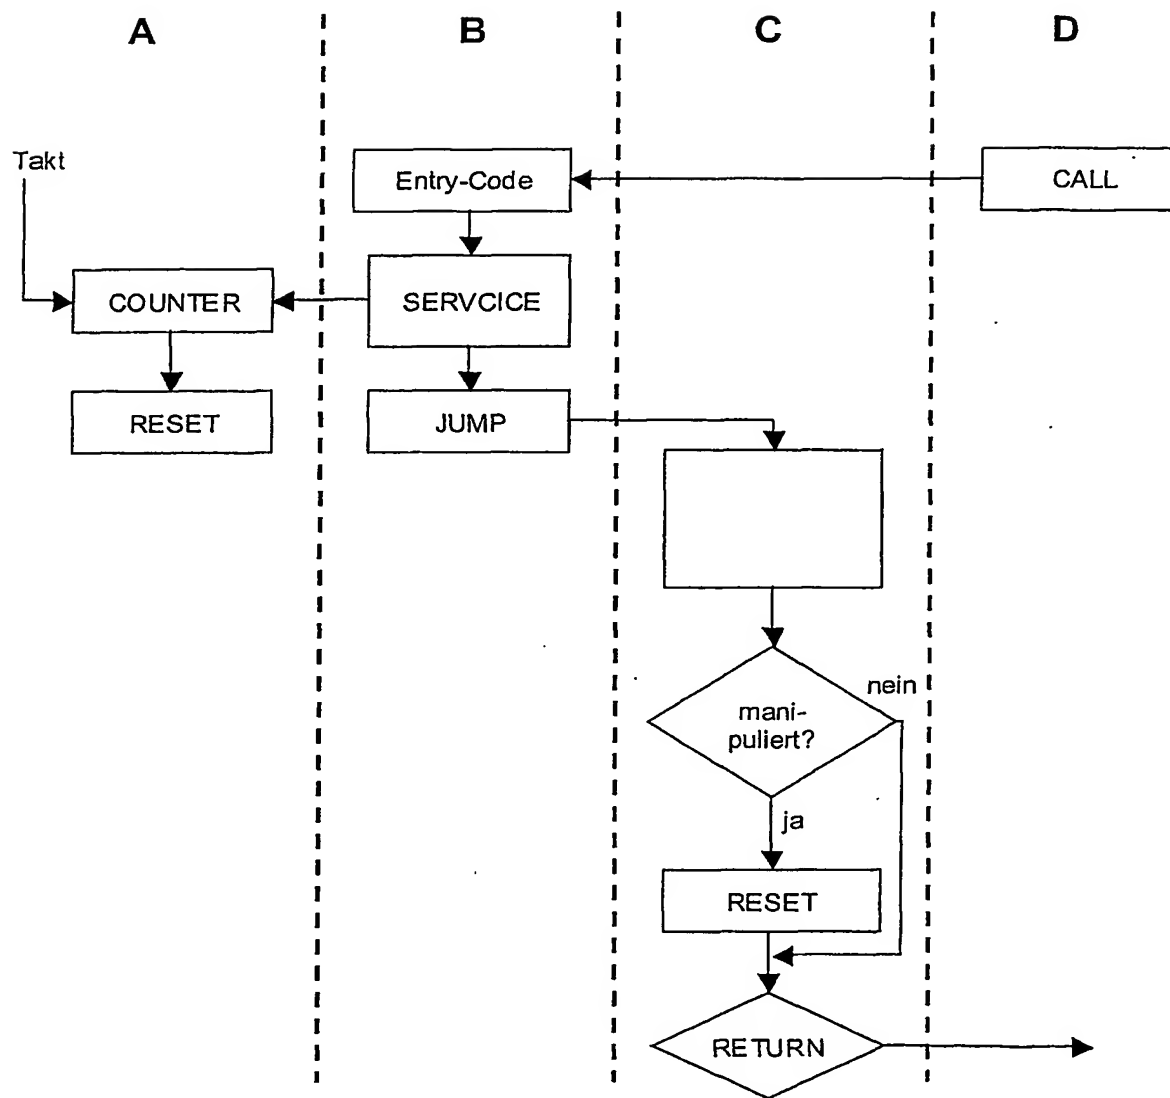 A
B
C
D
Takt
Entry-Code
CALL
COUNTER
SERVCICE
RESET
JUMP
nein
mani-
puliert?
ja
RESET
RETURN